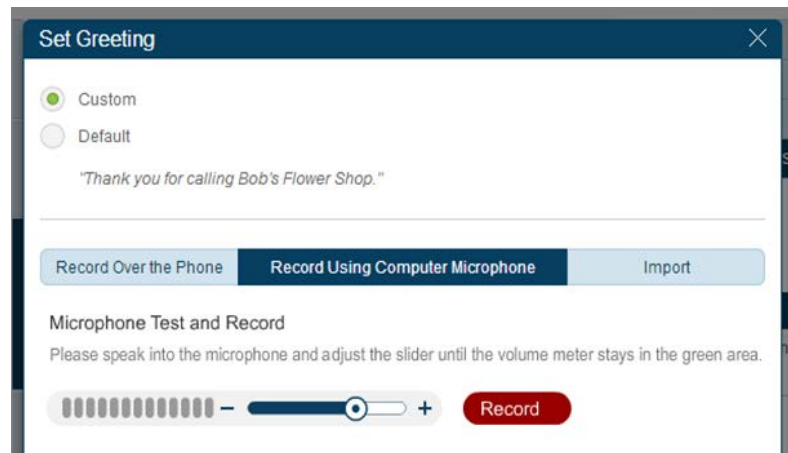 Set Greeting
Custom
Default
"Thank you for calling Bob's Flower Shop."
Record Over the Phone Record Using Computer Microphone Import
Microphone Test and Record
Please speak into the microphone and adjust the slider until the volume meter stays in the green area.
− + Record